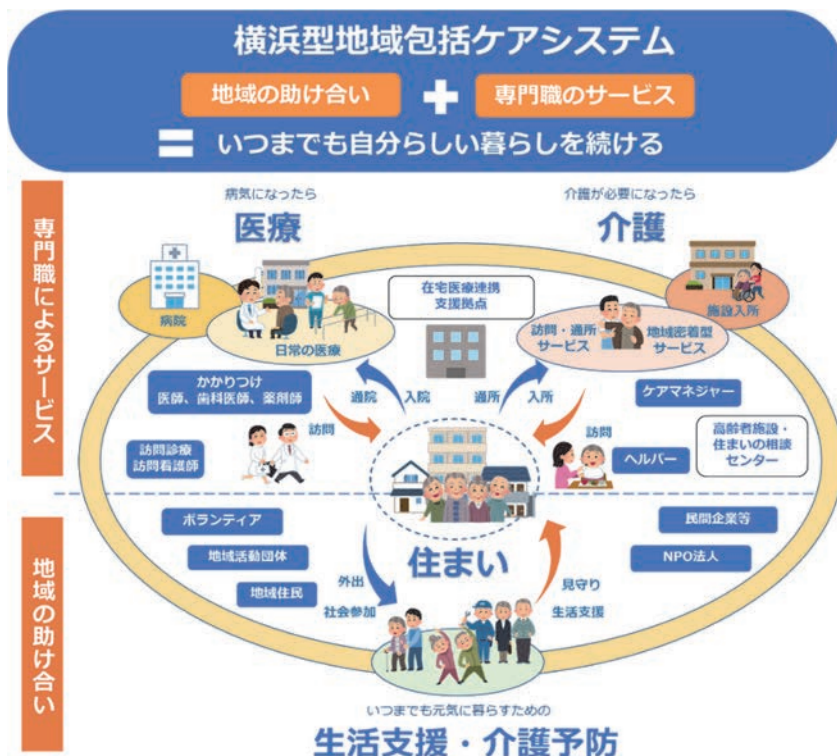 横浜型地域包括ケアシステム
地域の助け合い + 専門職のサービス
= いつまでも自分らしい暮らしを続ける
専門職によるサービス
病気になったら
医療
介護が必要になったら
介護
病院
日常の医療
在宅医療連携
支援拠点
訪問・通所
サービス
地域密着型
サービス
施設入所
かかりつけ
医師、歯科医師、薬剤師
通院
入院
通所
入所
ケアマネジャー
訪問診療
訪問看護師
訪問
訪問
ヘルパー
高齢者施設・
住まいの相談
センター
住まい
地域の助け合い
ボランティア
地域活動団体
地域住民
外出
社会参加
見守り
生活支援
民間企業等
NPO法人
いつまでも元気に暮らすための
生活支援・介護予防